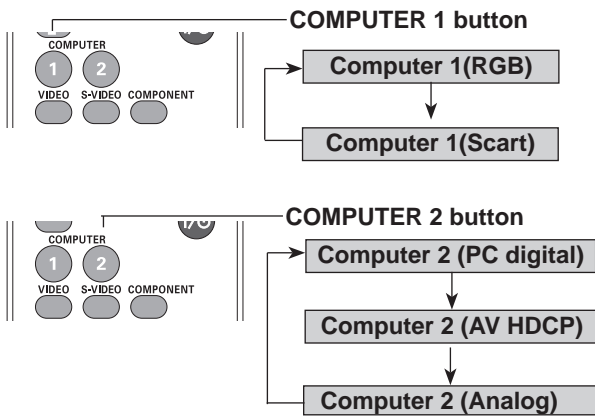 COMPUTER 1 button
COMPUTER
1 2
VIDEO S-VIDEO COMPONENT
Computer 1(RGB)
Computer 1(Scart)
COMPUTER 2 button
COMPUTER
1 2
VIDEO S-VIDEO COMPONENT
Computer 2 (PC digital)
Computer 2 (AV HDCP)
Computer 2 (Analog)